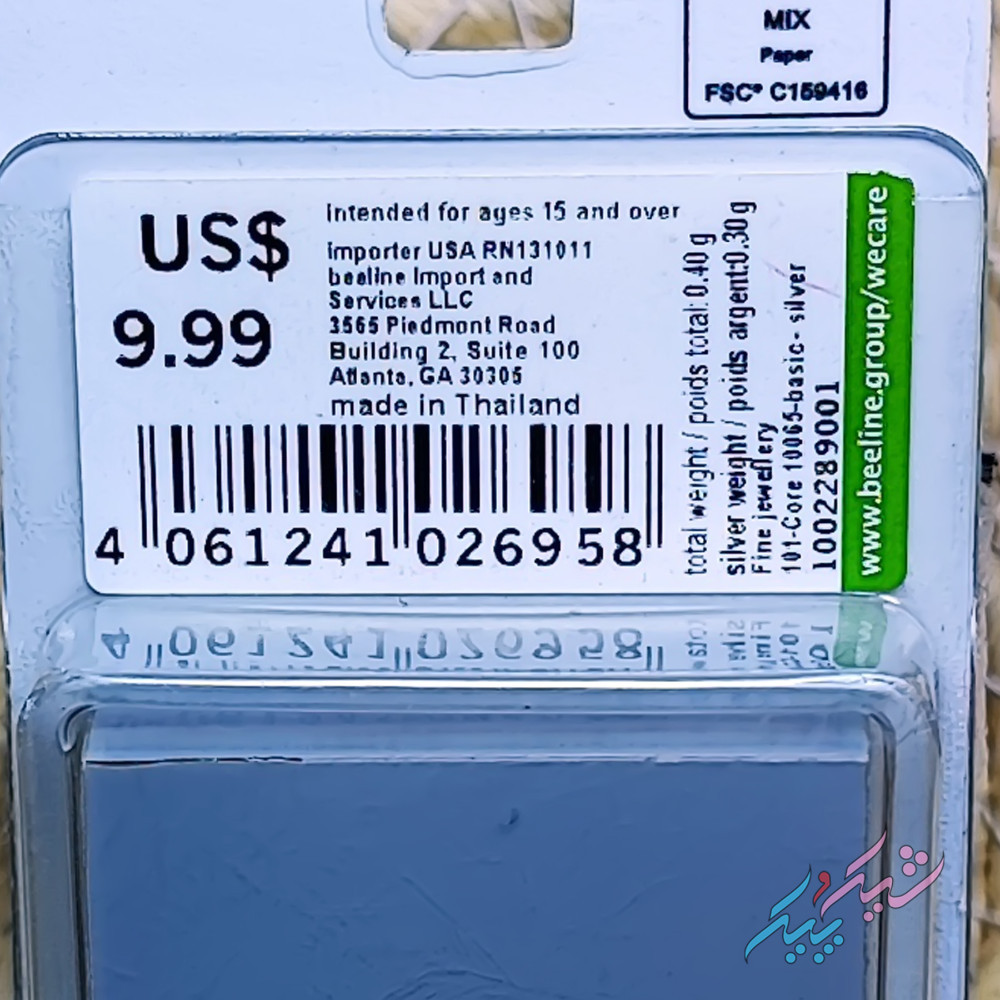 MIX
Paper
FSC® C159416
US$
9.99
Intended for ages 15 and over
Importer USA RN131011
beeline Import and
Services LLC
3565 Piedmont Road
Building 2, Suite 100
Atlanta, GA 30305
made in Thailand
4 061241 026958
total weight / poids total: 0.40 g
silver weight / poids argent:0.30g
Fine jewellery
101-Core 10065-basic- silver
1002289001
www.beeline.group/wecare
شیک و پیک